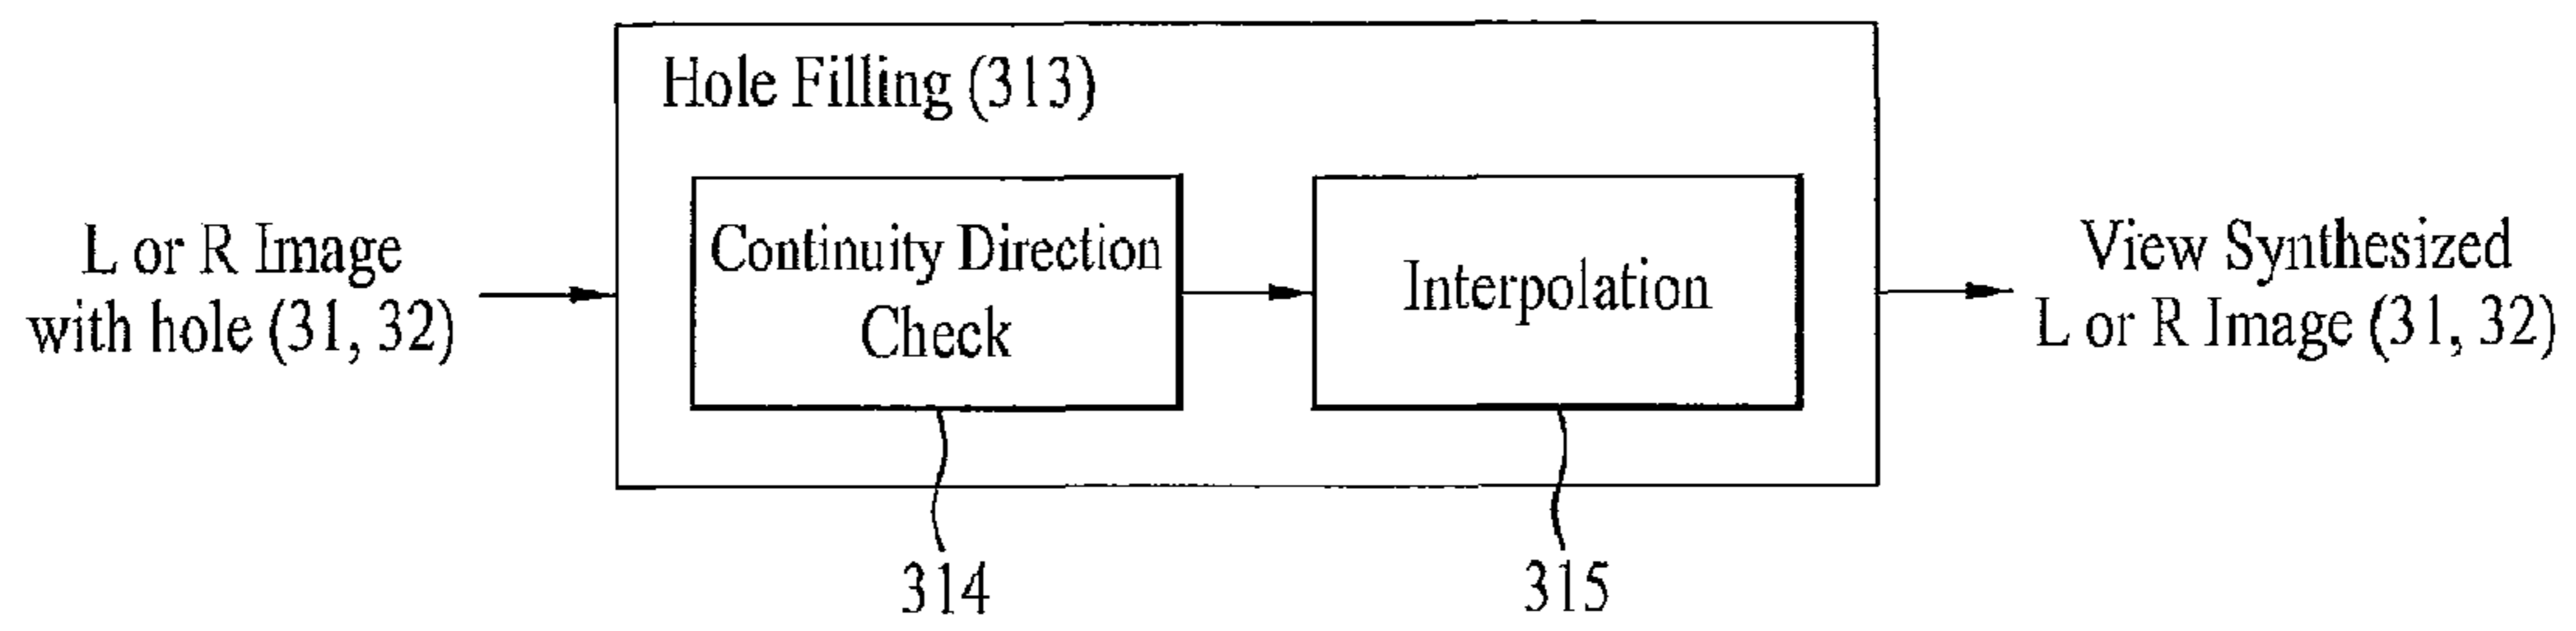 Hole Filling (313)
L or R Image
with hole (31, 32)
Continuity Direction
Check
Interpolation
View Synthesized
L or R Image (31, 32)
314
315